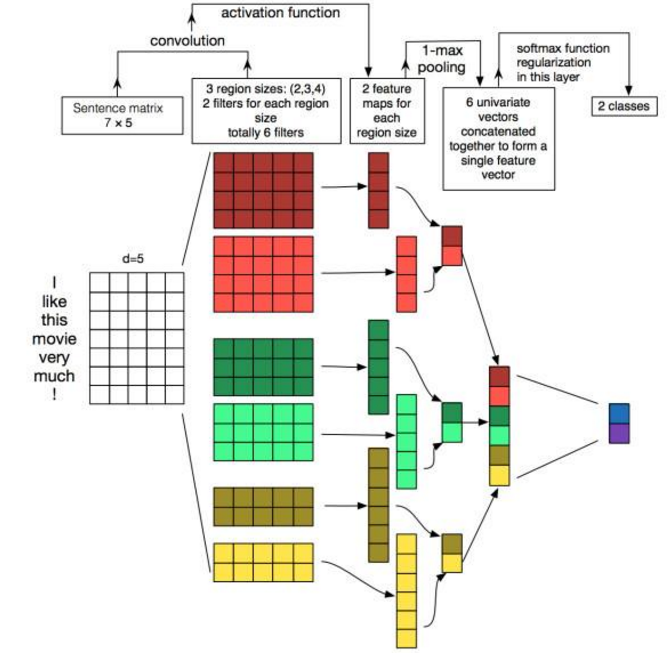 activation function
convolution
1-max
pooling
softmax function
regularization
in this layer
Sentence matrix
7 × 5
3 region sizes: (2,3,4)
2 filters for each region
size
totally 6 filters
2 feature
maps for
each
region size
6 univariate
vectors
concatenated
together to form a
single feature
vector
2 classes
d=5
I
like
this
movie
very
much
!